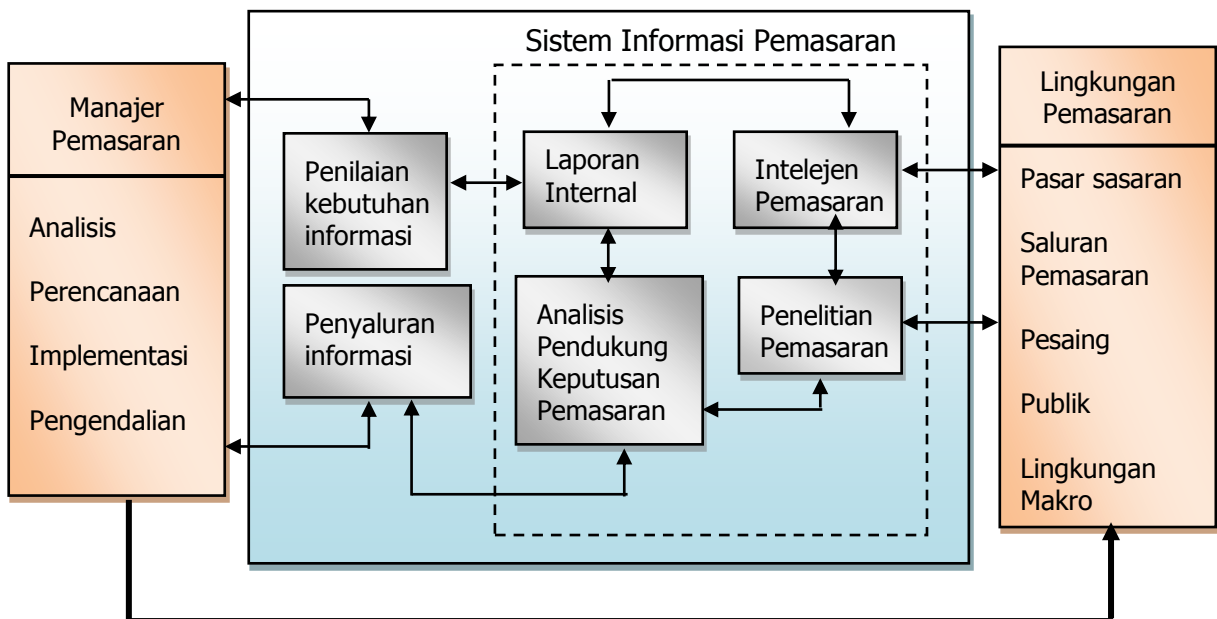 Sistem Informasi Pemasaran
Manajer
Pemasaran
Analisis
Perencanaan
Implementasi
Pengendalian
Penilaian
kebutuhan
informasi
Penyaluran
informasi
Laporan
Internal
Intelejen
Pemasaran
Analisis
Pendukung
Keputusan
Pemasaran
Penelitian
Pemasaran
Lingkungan
Pemasaran
Pasar sasaran
Saluran
Pemasaran
Pesaing
Publik
Lingkungan
Makro